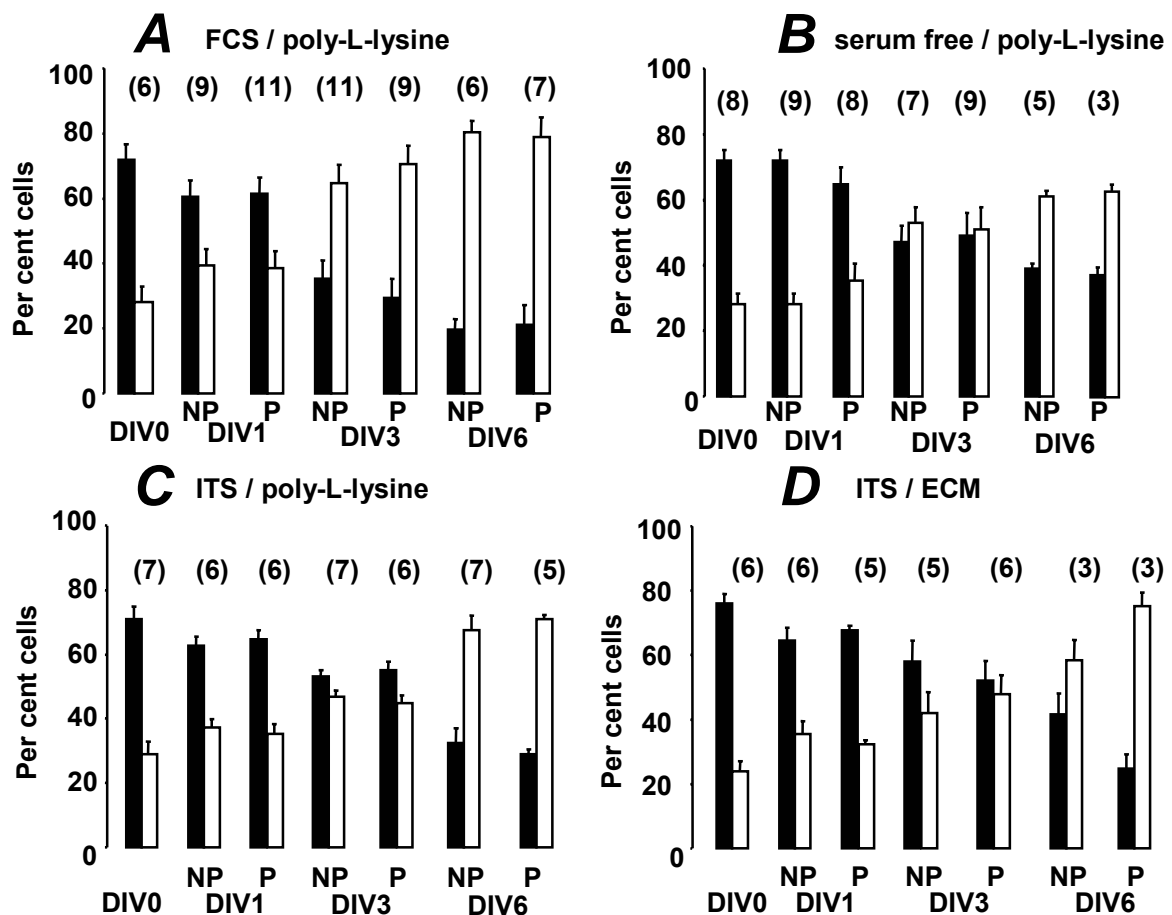 A FCS / poly-L-lysine
Per cent cells
100
80
60
40
20
0
(6) (9) (11) (11) (9) (6) (7)
NP P NP P NP P
DIV0 DIV1 DIV3 DIV6
B serum free / poly-L-lysine
Per cent cells
100
80
60
40
20
0
(8) (9) (8) (7) (9) (5) (3)
NP P NP P NP P
DIV0 DIV1 DIV3 DIV6
C ITS / poly-L-lysine
Per cent cells
100
80
60
40
20
0
(7) (6) (6) (7) (6) (7) (5)
NP P NP P NP P
DIV0 DIV1 DIV3 DIV6
D ITS / ECM
Per cent cells
100
80
60
40
20
0
(6) (6) (5) (5) (6) (3) (3)
NP P NP P NP P
DIV0 DIV1 DIV3 DIV6